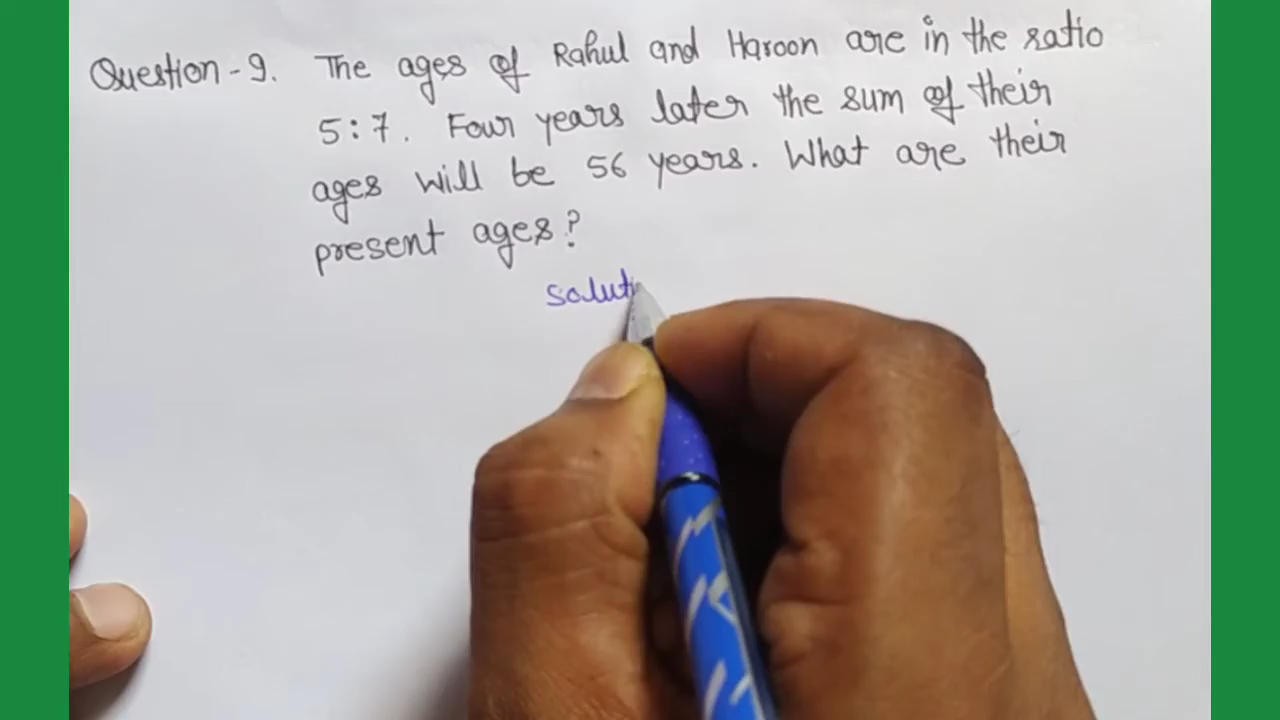 Question-9. The ages of Rahul and Haroon are in the ratio
5:7. Four years later the sum of their
ages will be 56 years. What are their
present ages?
soluti